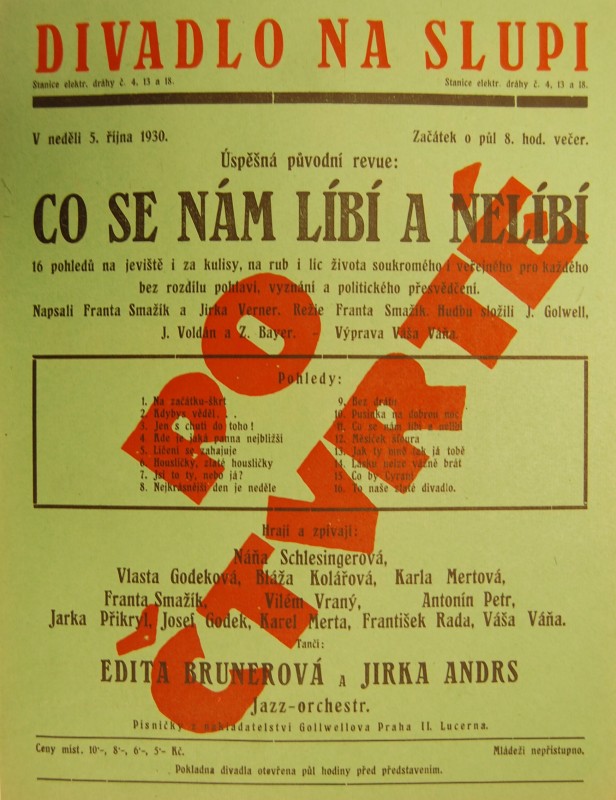 DIVADLO NA SLUPI
Stanice elektr. dráhy č. 4, 13 a 18.
Stanice elektr. dráhy č. 4, 13 a 18.
V neděli 5. října 1930.
Začátek o půl 8. hod. večer.
Úspěšná původní revue:
CO SE NÁM LÍBÍ A NELÍBÍ
16 pohledů na jeviště i za kulisy, na rub i líc života soukromého i veřejného pro každého
bez rozdílu pohlaví, vyznání a politického přesvědčení.
Napsali Franta Smažík a Jirka Verner. Režie Franta Smažík. Hudbu složili J. Golwell,
J. Voldán a Z. Bayer. - Výprava Váša Váňa.
PO ČTVRTÉ
Pohledy:
1. Na začátku-škrt
2. Kdybys věděl . . .
3. Jen s chutí do toho!
4. Kde je jaká panna nejbližší
5. Líčení se zahajuje
6. Housličky, zlaté housličky
7. Jsi to ty, nebo já?
8. Nejkrásnější den je neděle
9. Bez drátu
10. Pusinka na dobrou noc
11. Co se nám líbí a nelíbí
12. Měsíček
13. Jak ty mně tak já tobě
14. Lásku nelze vážně brát
15. Co by Cyrano
16. To naše zlaté divadlo.
Hrají a zpívají:
Náňa Schlesingerová,
Vlasta Godeková, Bláža Kolářová, Karla Mertová,
Franta Smažík, Vilém Vraný, Antonín Petr,
Jarka Přikryl, Josef Godek, Karel Merta, František Rada, Váša Váňa.
Tančí:
EDITA BRUNEROVÁ A JIRKA ANDRS
Jazz-orchestr.
Písničky z nakladatelství Gollwellova Praha II. Lucerna.
Ceny míst. 10·-, 8·-, 6·-, 5·- Kč.
Mládeži nepřístupno.
Pokladna divadla otevřena půl hodiny před představením.